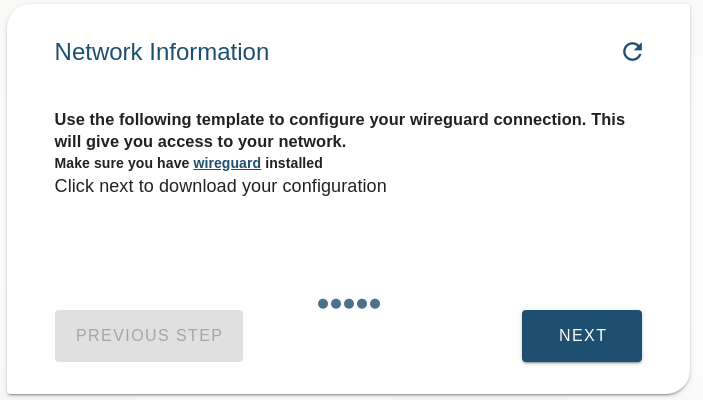 Network Information
Use the following template to configure your wireguard connection. This
will give you access to your network.
Make sure you have wireguard installed
Click next to download your configuration
PREVIOUS STEP
NEXT